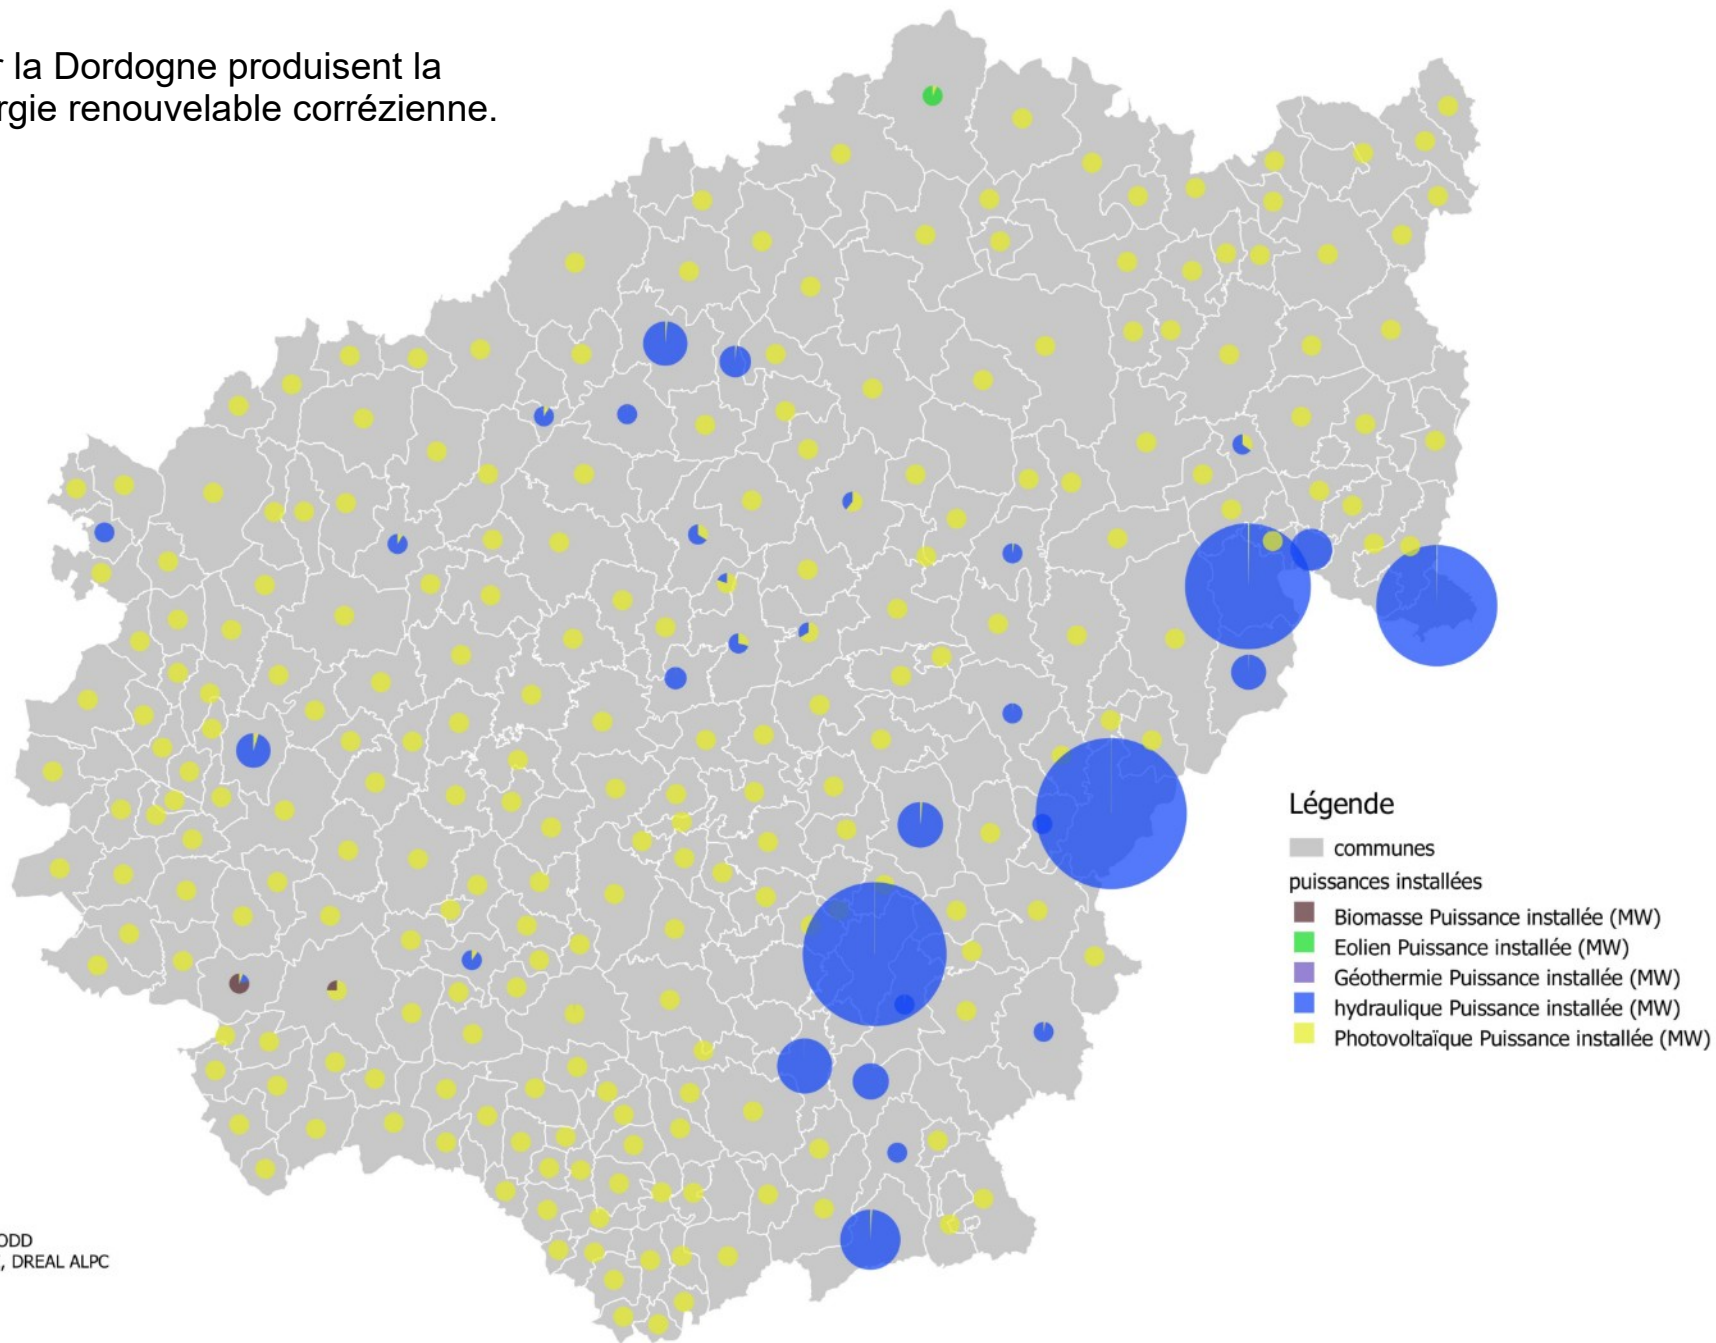 r la Dordogne produisent la
rgie renouvelable corrézienne.
Légende
communes
puissances installées
Biomasse Puissance installée (MW)
Eolien Puissance installée (MW)
Géothermie Puissance installée (MW)
hydraulique Puissance installée (MW)
Photovoltaïque Puissance installée (MW)
ODD
, DREAL ALPC